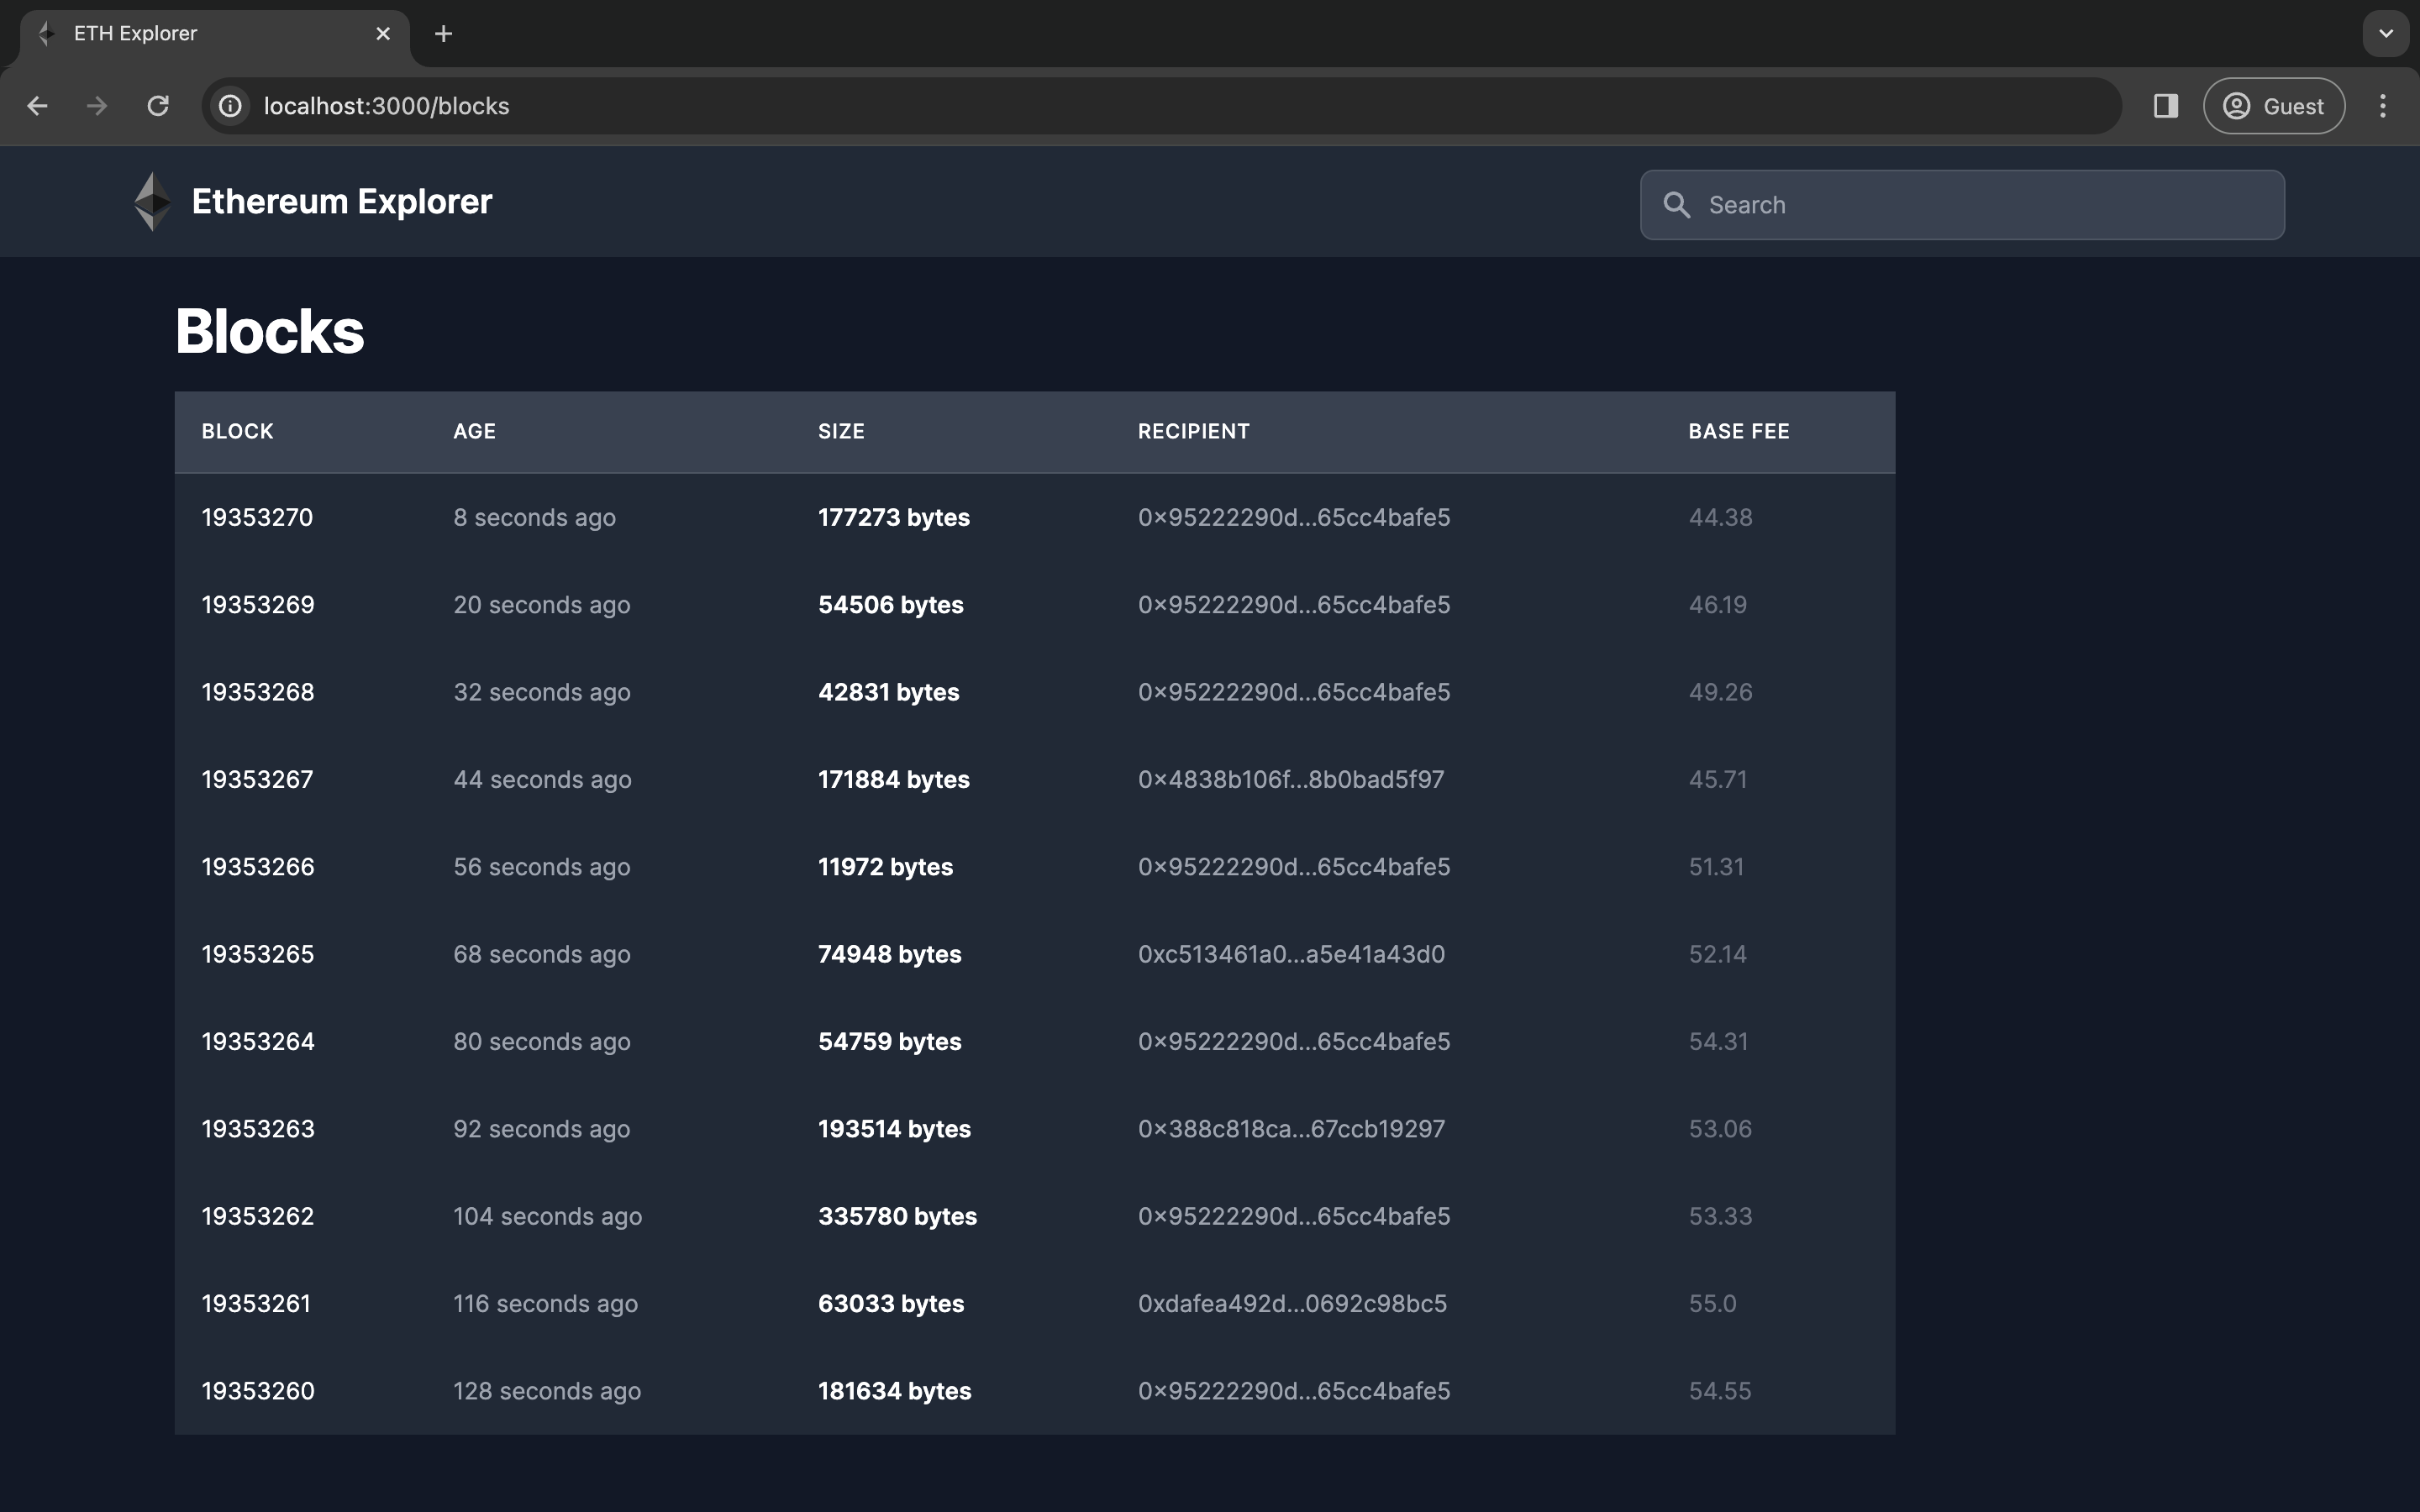 ETH Explorer
localhost:3000/blocks
Guest
Ethereum Explorer
Search
Blocks
BLOCK AGE SIZE RECIPIENT BASE FEE
19353270 8 seconds ago 177273 bytes 0x95222290d...65cc4bafe5 44.38
19353269 20 seconds ago 54506 bytes 0x95222290d...65cc4bafe5 46.19
19353268 32 seconds ago 42831 bytes 0x95222290d...65cc4bafe5 49.26
19353267 44 seconds ago 171884 bytes 0x4838b106f...8b0bad5f97 45.71
19353266 56 seconds ago 11972 bytes 0x95222290d...65cc4bafe5 51.31
19353265 68 seconds ago 74948 bytes 0xc513461a0...a5e41a43d0 52.14
19353264 80 seconds ago 54759 bytes 0x95222290d...65cc4bafe5 54.31
19353263 92 seconds ago 193514 bytes 0x388c818ca...67ccb19297 53.06
19353262 104 seconds ago 335780 bytes 0x95222290d...65cc4bafe5 53.33
19353261 116 seconds ago 63033 bytes 0xdafea492d...0692c98bc5 55.0
19353260 128 seconds ago 181634 bytes 0x95222290d...65cc4bafe5 54.55